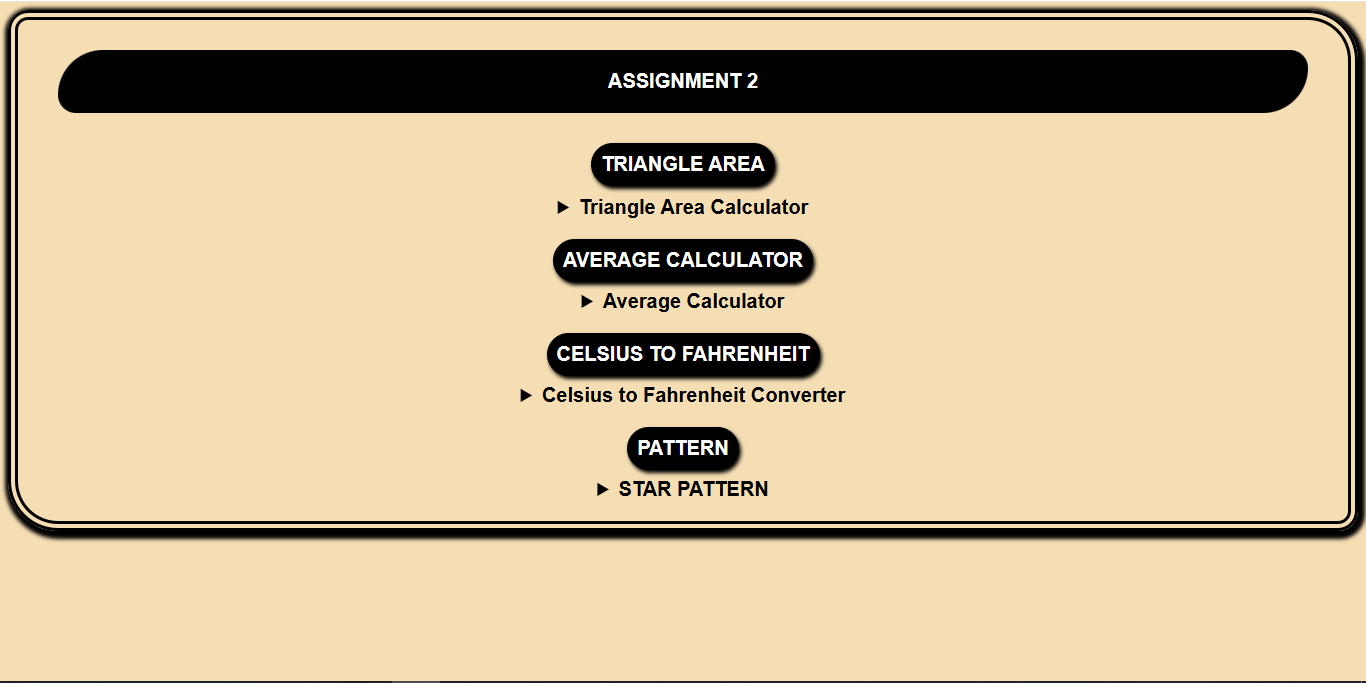 ASSIGNMENT 2
TRIANGLE AREA
Triangle Area Calculator
AVERAGE CALCULATOR
Average Calculator
CELSIUS TO FAHRENHEIT
Celsius to Fahrenheit Converter
PATTERN
STAR PATTERN